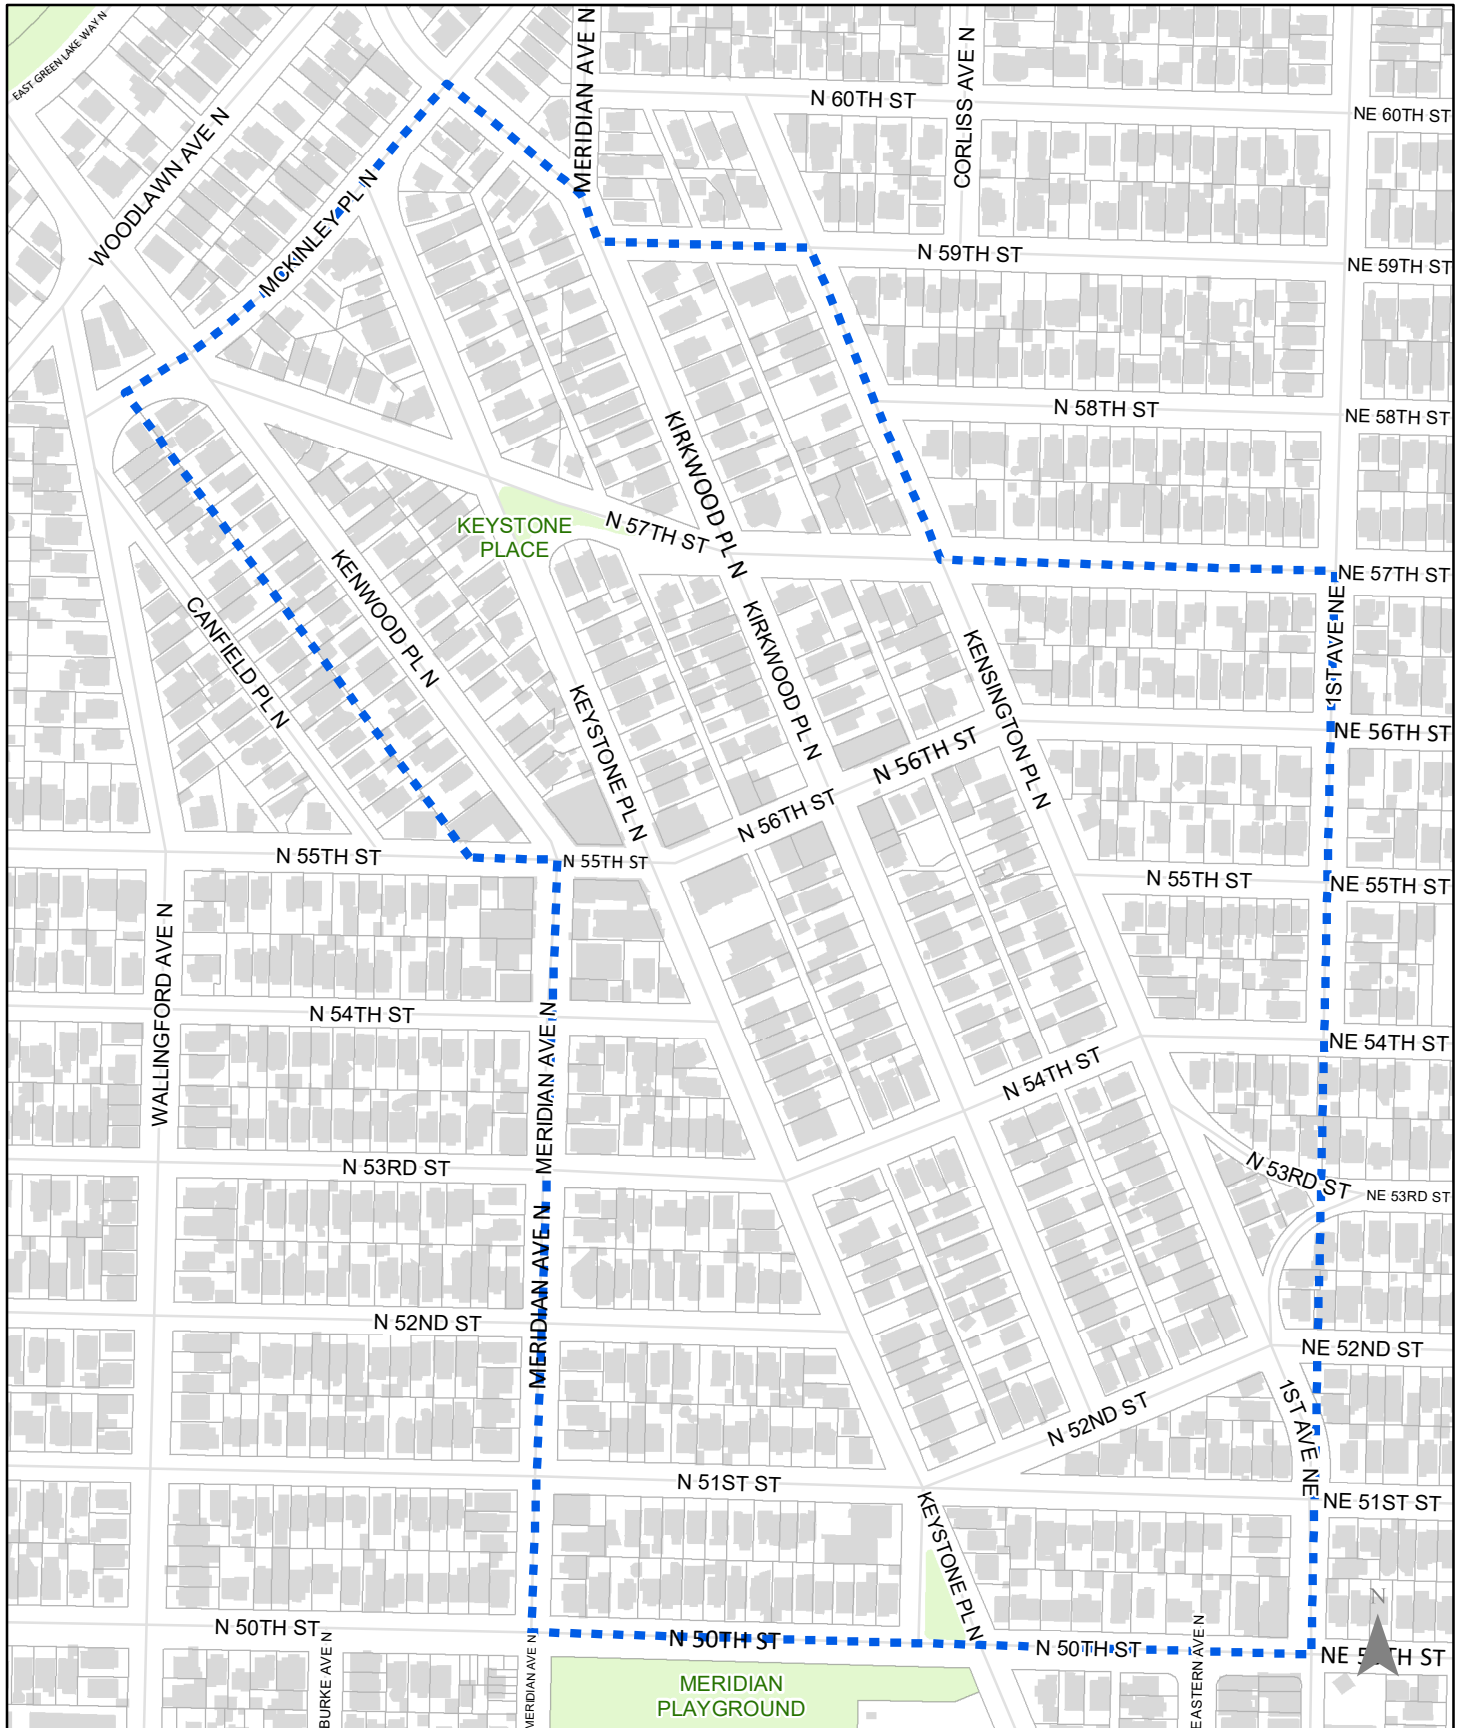 EAST GREEN LAKE WAY N
MERIDIAN AVE N
CORLISS AVE N
N 60TH ST
NE 60TH ST
WOODLAWN AVE N
MCKINLEY PL N
N 59TH ST
NE 59TH ST
N 58TH ST
NE 58TH ST
KIRKWOOD PL N
KEYSTONE
PLACE
N 57TH ST
NE 57TH ST
KENWOOD PL N
CANFIELD PL N
KIRKWOOD PL N
KENSINGTON PL N
1ST AVE NE
KEYSTONE PL N
N 56TH ST
NE 56TH ST
N 56TH ST
N 55TH ST
N 55TH ST
N 55TH ST
NE 55TH ST
WALLINGFORD AVE N
N 54TH ST
MERIDIAN AVE N
NE 54TH ST
N 54TH ST
N 53RD ST
N 53RD ST
NE 53RD ST
MERIDIAN AVE N
N 52ND ST
NE 52ND ST
1ST AVE NE
N 52ND ST
N 51ST ST
KEYSTONE PL N
NE 51ST ST
N
N 50TH ST
BURKE AVE N
MERIDIAN AVE N
N 50TH ST
N 50TH ST
EASTERN AVE N
NE 50TH ST
MERIDIAN
PLAYGROUND